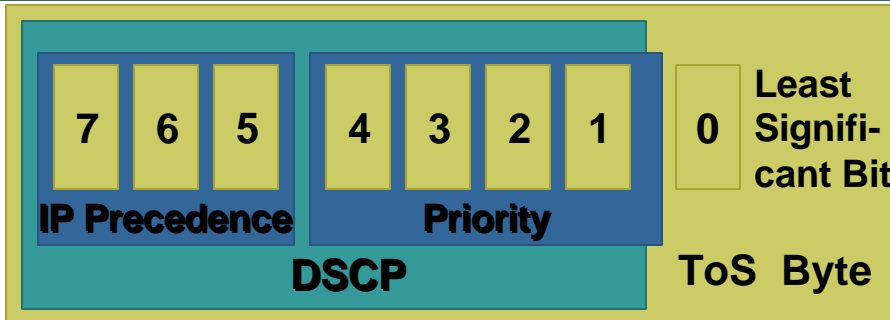 7 6 5 4 3 2 1 0
Least
Signifi-
cant Bit
IP Precedence Priority
DSCP
ToS Byte